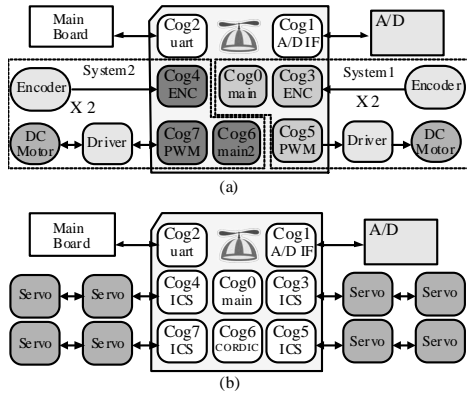 Main
Board
Cog2
uart
Cog1
A/D IF
A/D
Encoder
System2
X 2
Cog4
ENC
Cog0
main
Cog3
ENC
System1
X 2
Encoder
DC
Motor
Driver
Cog7
PWM
Cog6
main2
Cog5
PWM
Driver
DC
Motor
(a)
Main
Board
Cog2
uart
Cog1
A/D IF
A/D
Servo
Servo
Cog4
ICS
Cog0
main
Cog3
ICS
Servo
Servo
Servo
Servo
Cog7
ICS
Cog6
CORDIC
Cog5
ICS
Servo
Servo
(b)